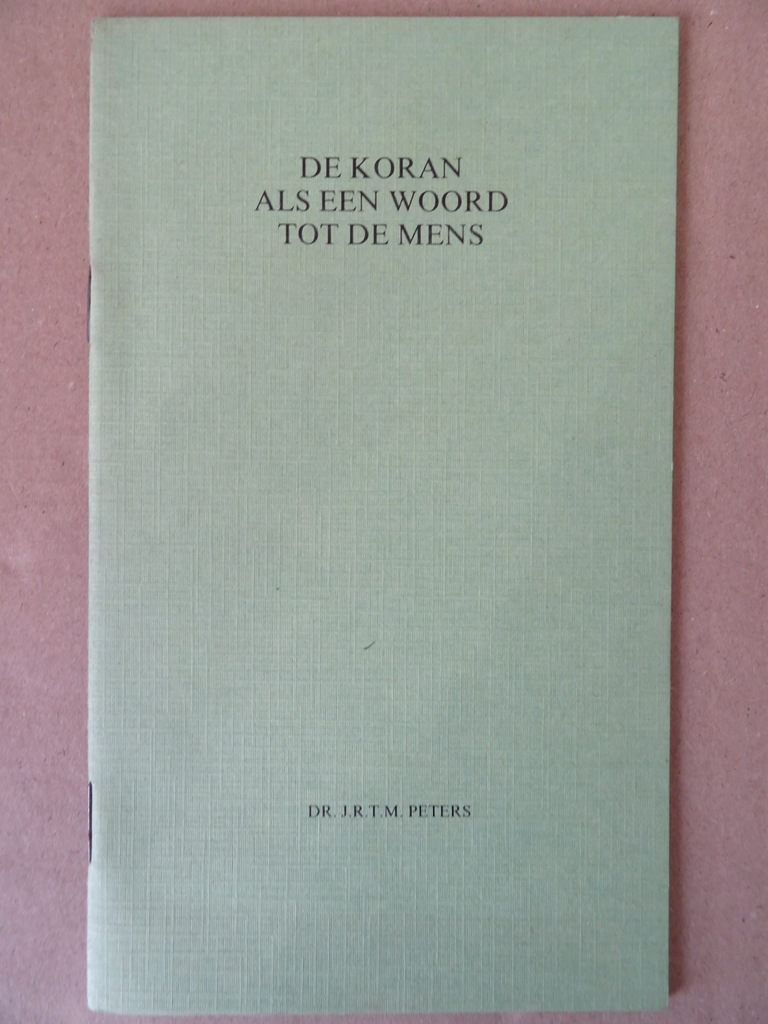 DE KORAN
ALS EEN WOORD
TOT DE MENS
DR. J.R.T.M. PETERS